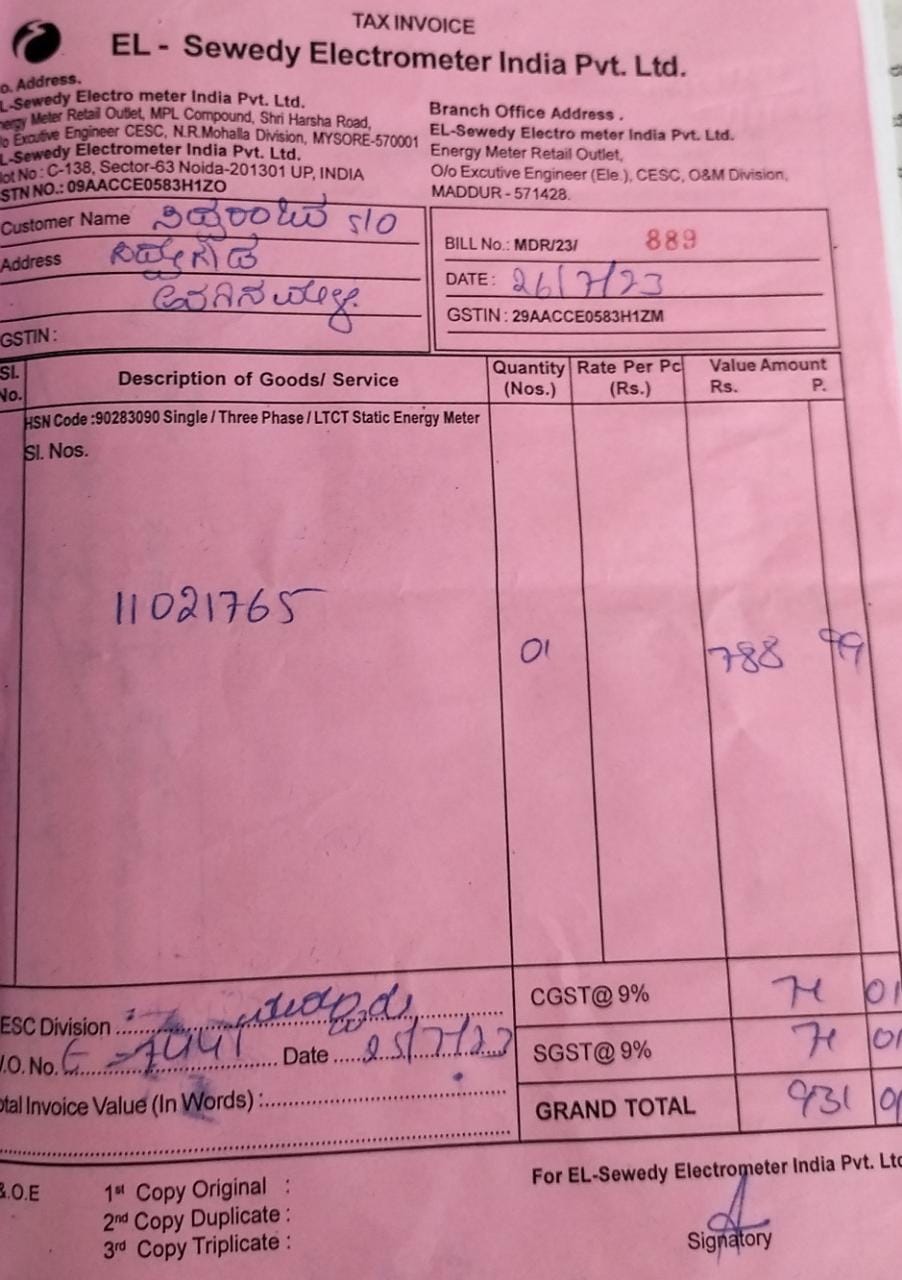 TAX INVOICE
EL - Sewedy Electrometer India Pvt. Ltd.
o. Address.
L-Sewedy Electro meter India Pvt. Ltd.
nergy Meter Retail Outlet, MPL Compound, Shri Harsha Road,
o Excutive Engineer CESC, N.R.Mohalla Division, MYSORE-570001
L-Sewedy Electrometer India Pvt. Ltd.
lot No : C-138, Sector-63 Noida-201301 UP, INDIA
STN NO.: 09AACCE0583H1ZO
Branch Office Address .
EL-Sewedy Electro meter India Pvt. Ltd.
Energy Meter Retail Outlet,
O/o Excutive Engineer (Ele.), CESC, O&M Division,
MADDUR - 571428.
Customer Name S/O
Address
GSTIN :
BILL No.: MDR/23/ 889
DATE : 26/7/23
GSTIN : 29AACCE0583H1ZM
Sl. No. Description of Goods/ Service Quantity (Nos.) Rate Per Pc (Rs.) Value Amount Rs. P.
HSN Code :90283090 Single / Three Phase / LTCT Static Energy Meter
Sl. Nos.
11021765
01 788 99
CGST@ 9% 71 01
SGST@ 9% 71 01
GRAND TOTAL 931 01
ESC Division
.O. No. Date 25/7/23
otal Invoice Value (In Words) :
For EL-Sewedy Electrometer India Pvt. Ltd
&.O.E
1st Copy Original :
2nd Copy Duplicate :
3rd Copy Triplicate :
Signatory